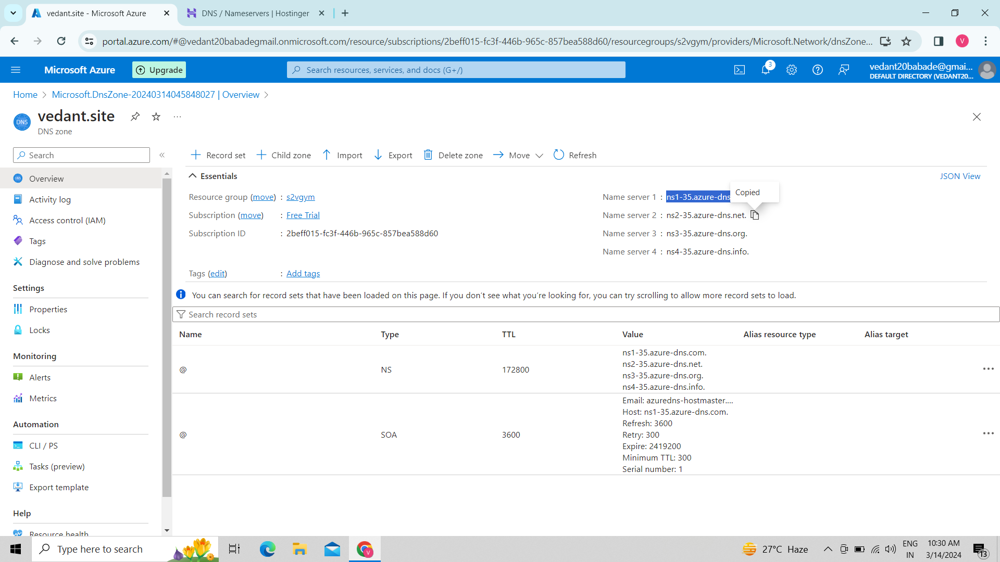 vedant.site - Microsoft Azure
DNS / Nameservers | Hostinger
portal.azure.com/#@vedant20babadegmail.onmicrosoft.com/resource/subscriptions/2beff015-fc3f-446b-965c-857bea588d60/resourcegroups/s2vgym/providers/Microsoft.Network/dnsZone...
V
Microsoft Azure
Upgrade
Search resources, services, and docs (G+/)
3
vedant20babade@gmai...
DEFAULT DIRECTORY (VEDANT20...
Home > Microsoft.DnsZone-20240314045848027 | Overview >
DNS
vedant.site
...
DNS zone
Search
«
Overview
Activity log
Access control (IAM)
Tags
Diagnose and solve problems
Settings
Properties
Locks
Monitoring
Alerts
Metrics
Automation
CLI / PS
Tasks (preview)
Export template
Help
Resource health
Record set
Child zone
Import
Export
Delete zone
Move
Refresh
Essentials
JSON View
Resource group (move) : s2vgym
Subscription (move) : Free Trial
Subscription ID : 2beff015-fc3f-446b-965c-857bea588d60
Tags (edit) : Add tags
Name server 1 : ns1-35.azure-dns
Copied
Name server 2 : ns2-35.azure-dns.net.
Name server 3 : ns3-35.azure-dns.org.
Name server 4 : ns4-35.azure-dns.info.
You can search for record sets that have been loaded on this page. If you don't see what you're looking for, you can try scrolling to allow more record sets to load.
Search record sets
Name Type TTL Value Alias resource type Alias target
@ NS 172800
ns1-35.azure-dns.com.
ns2-35.azure-dns.net.
ns3-35.azure-dns.org.
ns4-35.azure-dns.info.
@ SOA 3600
Email: azuredns-hostmaster....
Host: ns1-35.azure-dns.com.
Refresh: 3600
Retry: 300
Expire: 2419200
Minimum TTL: 300
Serial number: 1
Type here to search
V
27°C Haze
ENG
IN
10:30 AM
3/14/2024
13